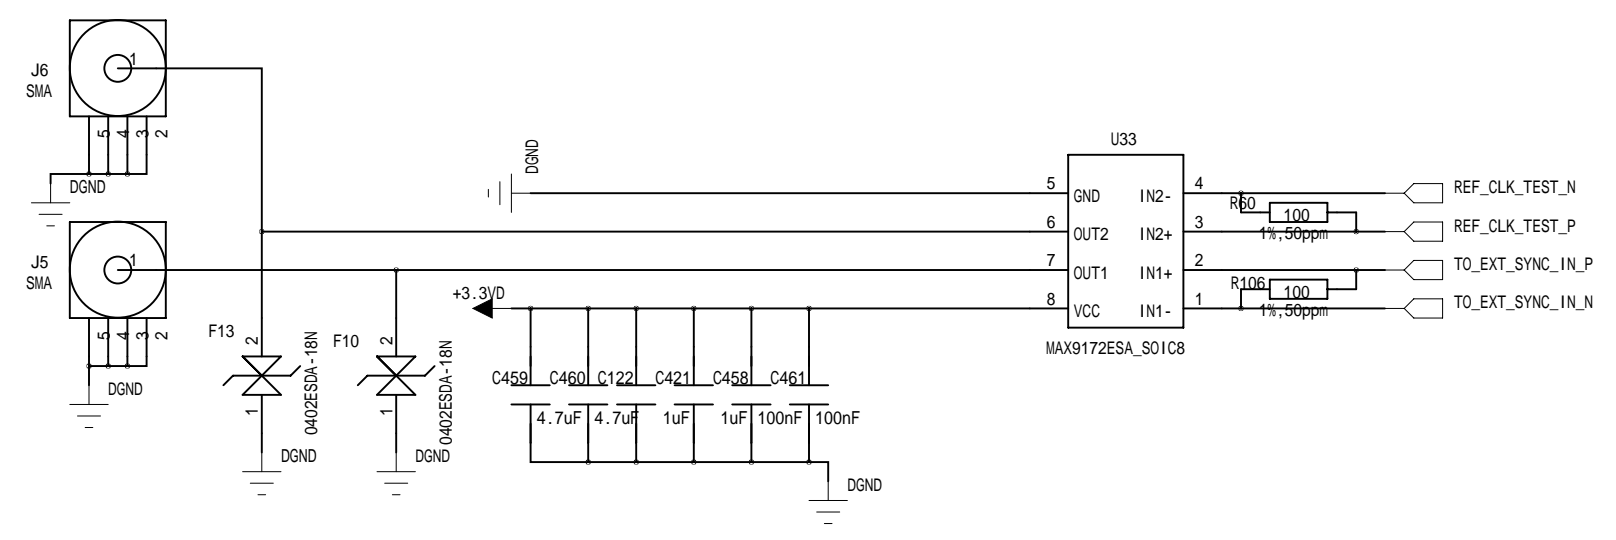 J6
SMA
1
5
4
3
2
DGND
J5
SMA
1
5
4
3
2
DGND
F13
2
1
0402ESDA-18N
DGND
F10
2
1
0402ESDA-18N
DGND
DGND
+3.3VD
C459
C460
C122
C421
C458
C461
4.7uF
4.7uF
1uF
1uF
100nF
100nF
DGND
U33
5
GND
IN2-
4
6
OUT2
IN2+
3
7
OUT1
IN1+
2
8
VCC
IN1-
1
MAX9172ESA_SOIC8
R60
100
1%,50ppm
R106
100
1%,50ppm
REF_CLK_TEST_N
REF_CLK_TEST_P
TO_EXT_SYNC_IN_P
TO_EXT_SYNC_IN_N